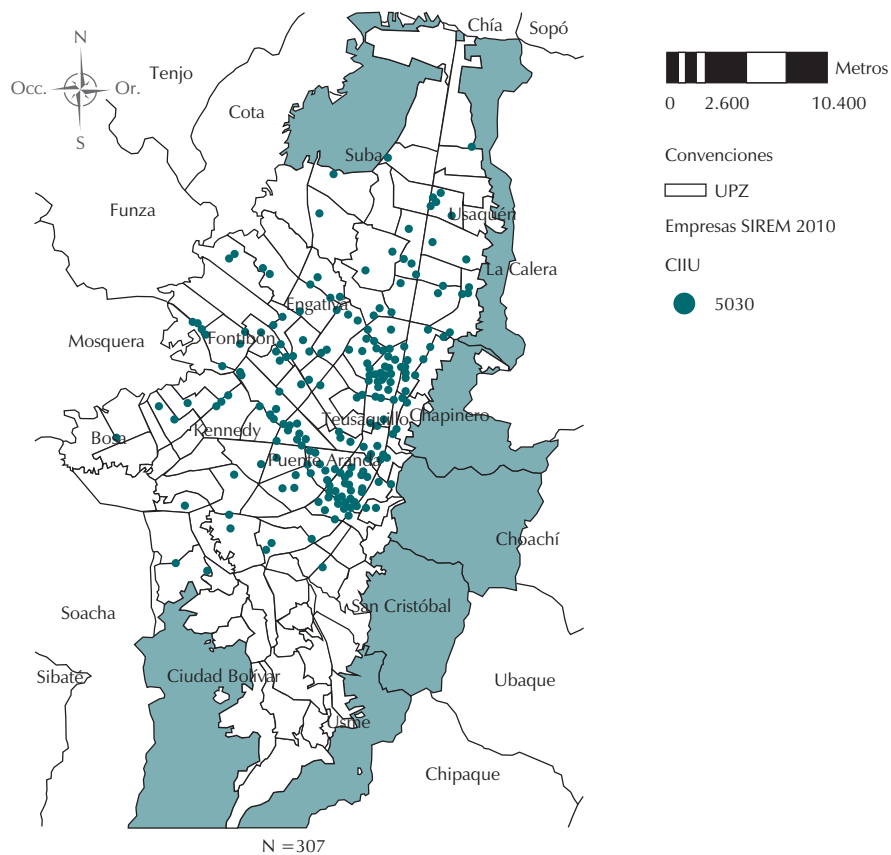 Chía
Sopó
N
Tenjo
Occ.
Or.
Cota
S
Suba
Funza
Usaquén
La Calera
Engativa
Mosquera
Fontibón
Teusaquillo
Chapinero
Bosa
Kennedy
Puente Aranda
Choachí
Soacha
San Cristóbal
Sibaté
Ciudad Bolívar
Ubaque
Usme
Chipaque
N =307
Metros
0 2.600 10.400
Convenciones
UPZ
Empresas SIREM 2010
CIIU
5030